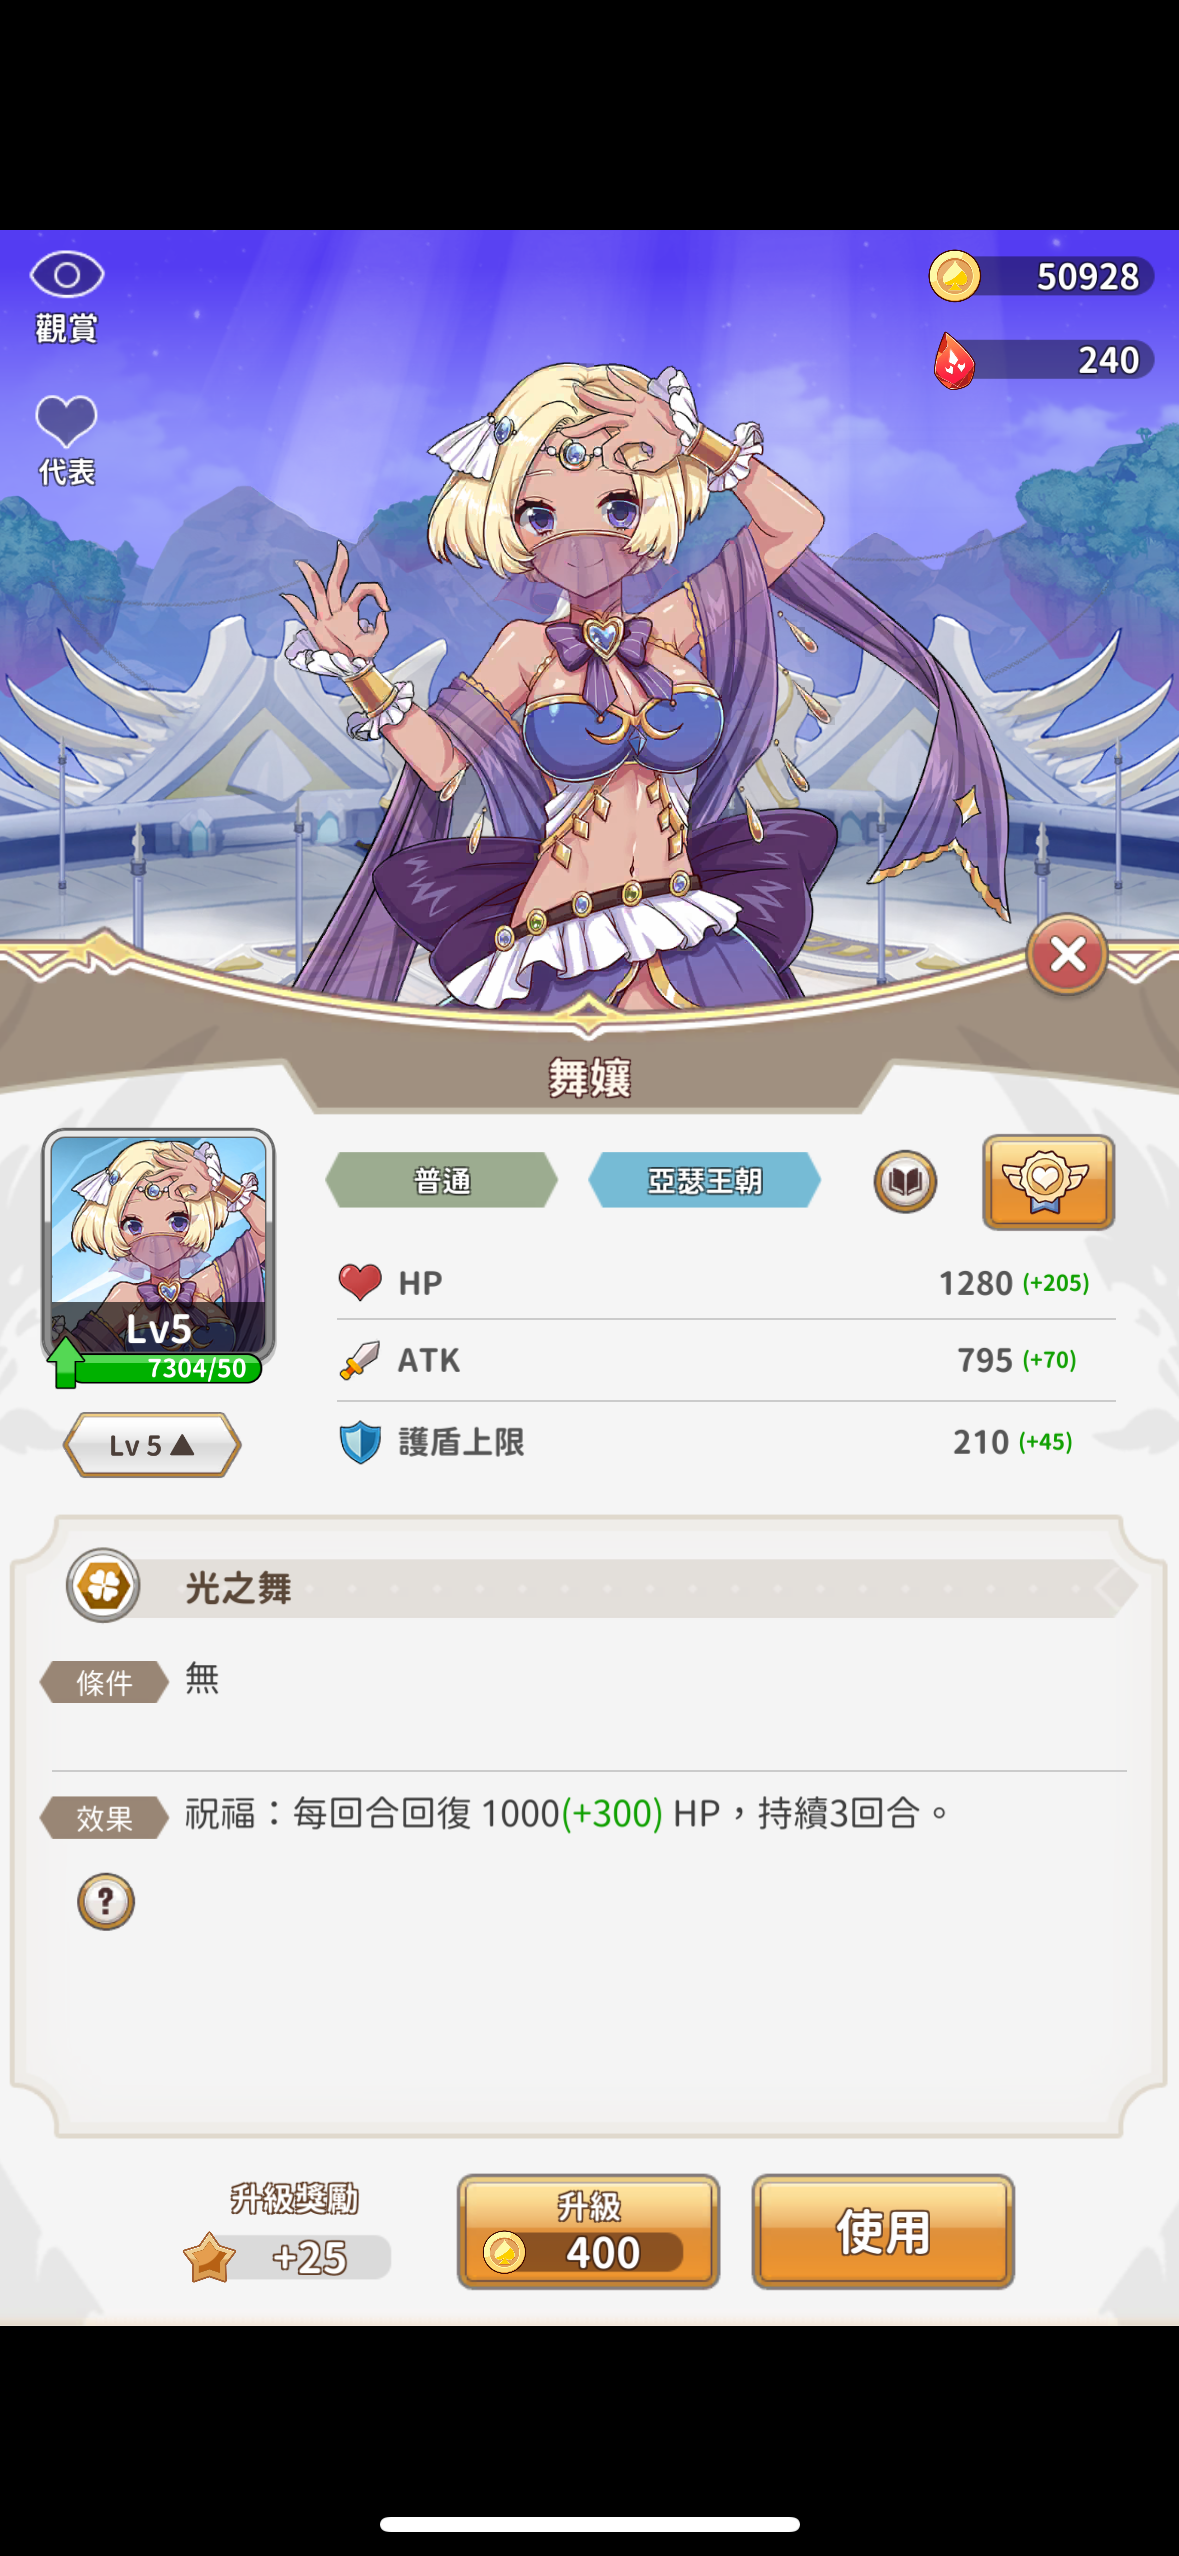 觀賞
50928
240
代表
舞孃
普通
亞瑟王朝
Lv5
7304/50
Lv 5 ▲
HP
1280 (+205)
ATK
795 (+70)
護盾上限
210 (+45)
光之舞
條件
無
效果
祝福：每回合回復 1000(+300) HP，持續3回合。
?
升級獎勵
+25
升級
400
使用